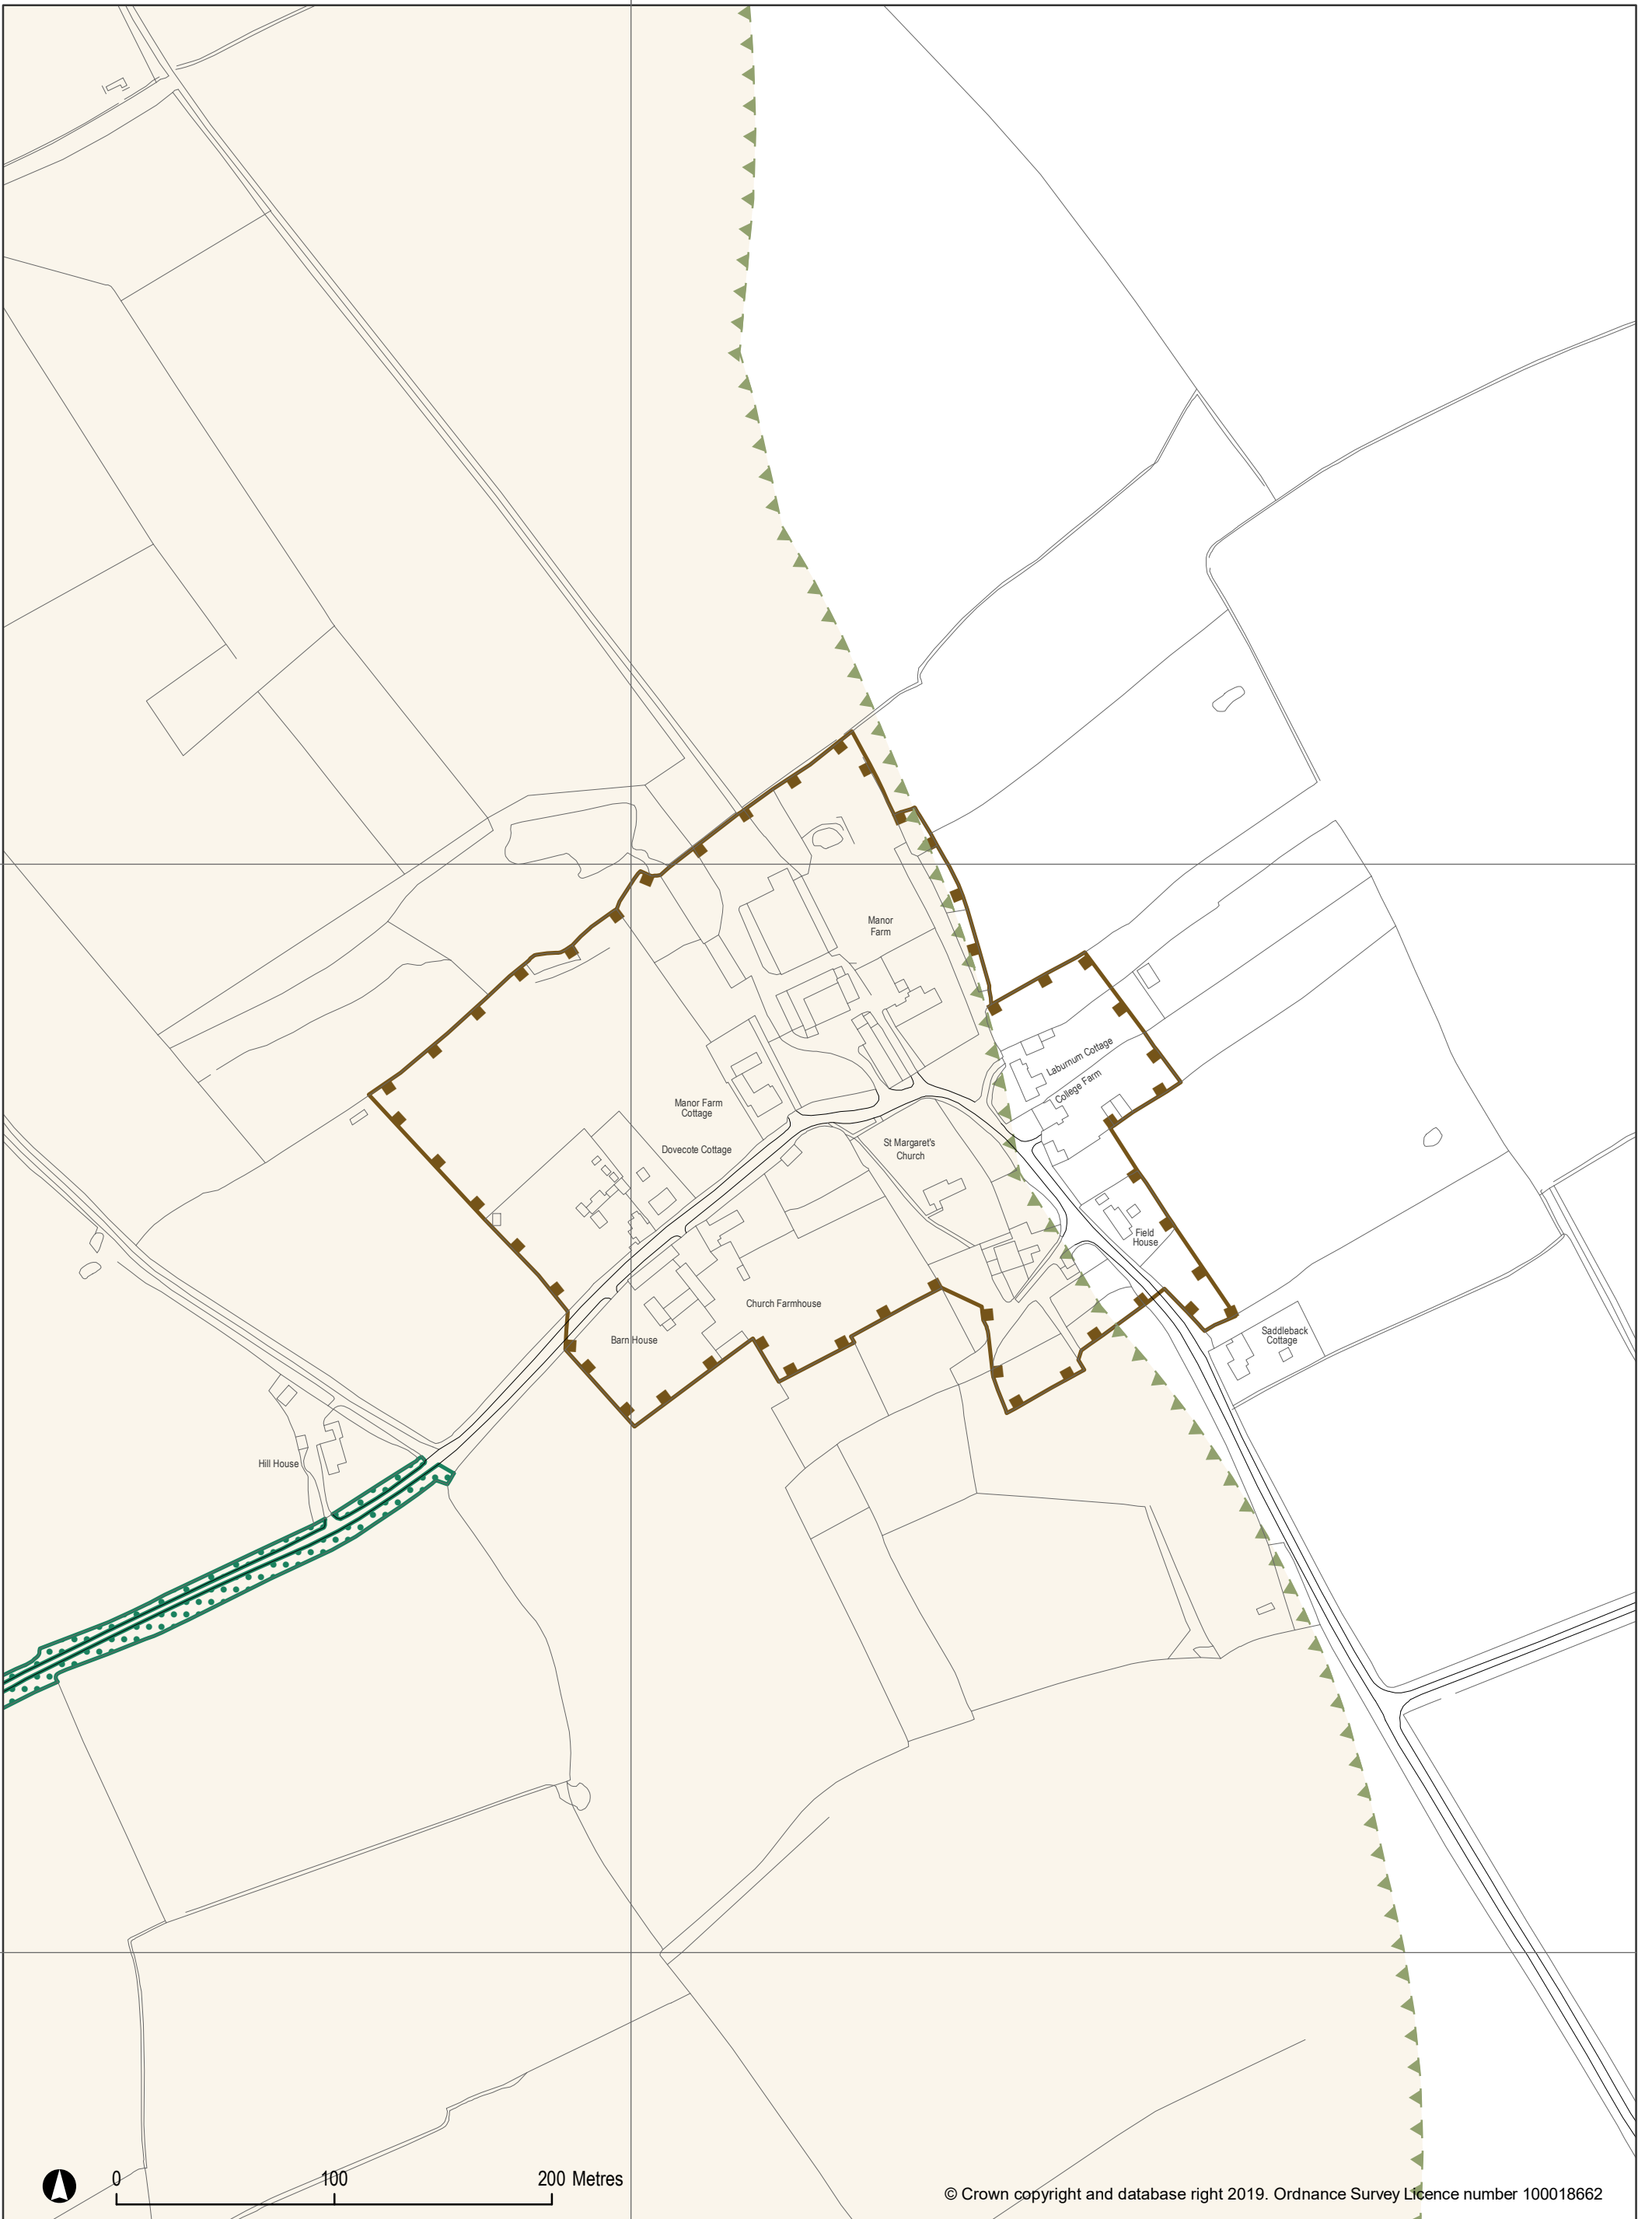 Manor
Farm
Laburnum Cottage
College Farm
Manor Farm
Cottage
Dovecote Cottage
St Margaret's
Church
Field
House
Church Farmhouse
Barn House
Saddleback
Cottage
Hill House
0 100 200 Metres
© Crown copyright and database right 2019. Ordnance Survey Licence number 100018662